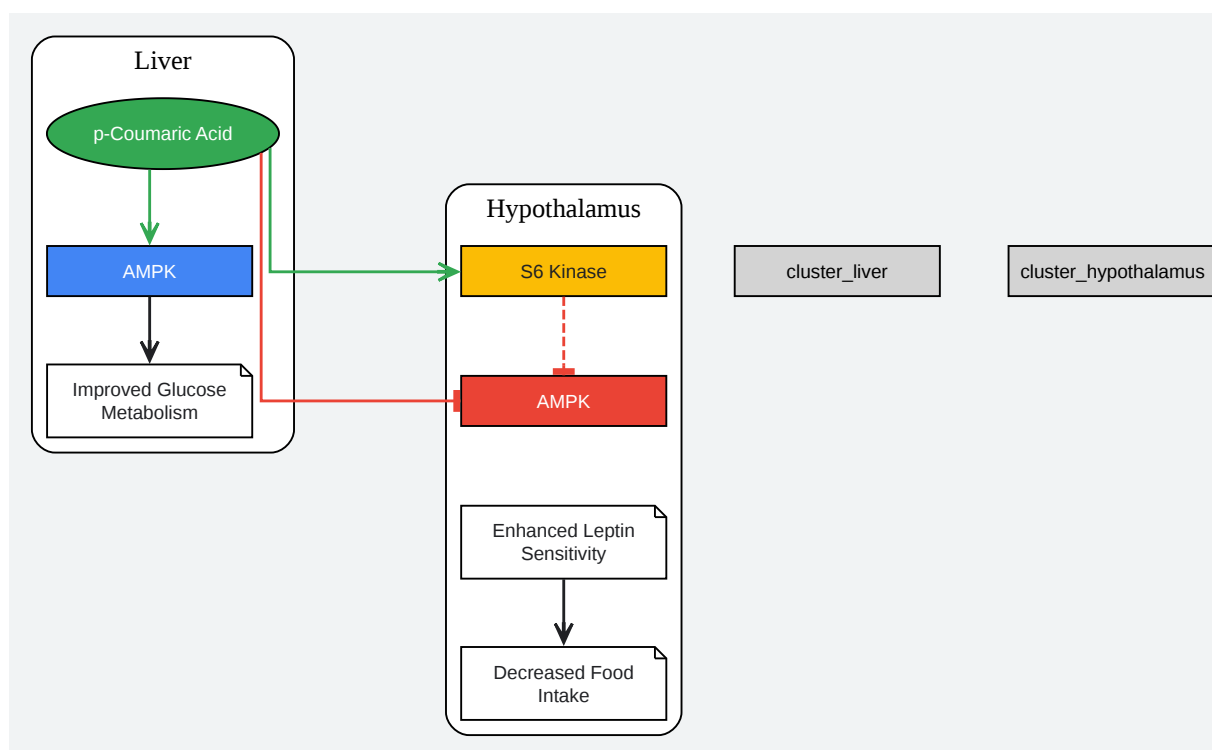 Liver
p-Coumaric Acid
AMPK
Improved Glucose
Metabolism
Hypothalamus
S6 Kinase
AMPK
Enhanced Leptin
Sensitivity
Decreased Food
Intake
cluster_liver
cluster_hypothalamus